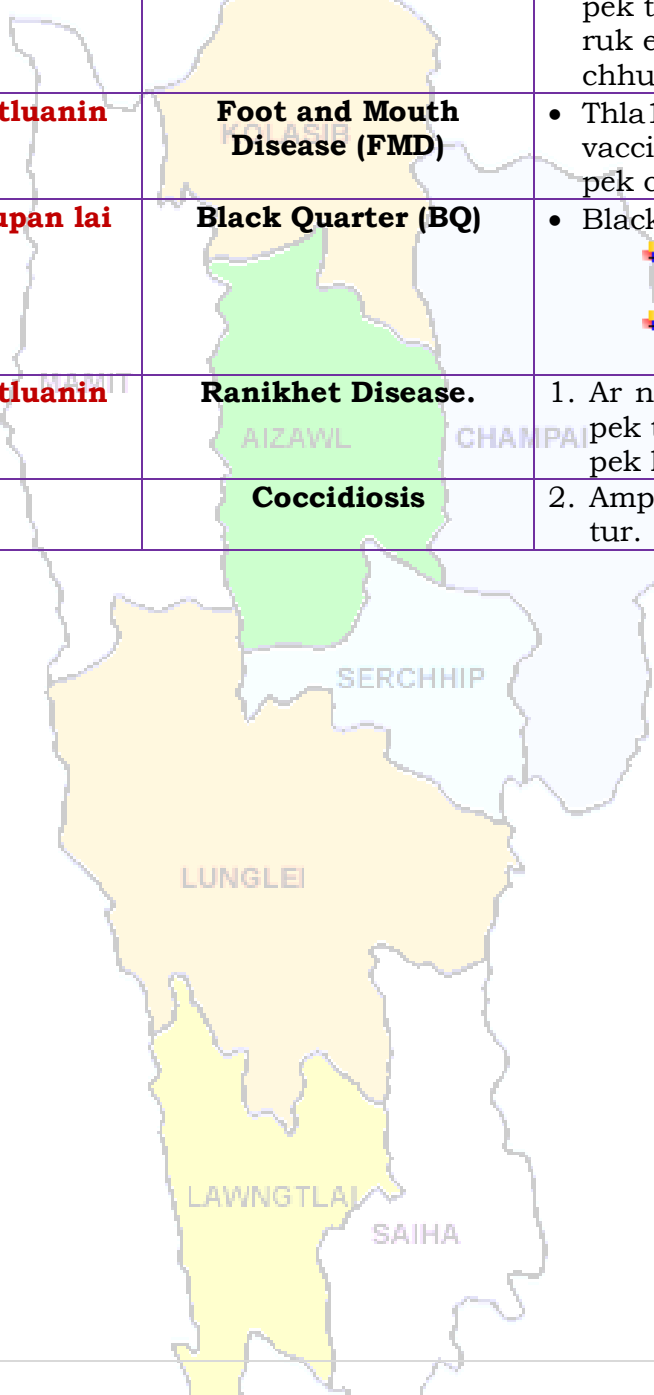 pek t
ruk e
chhu
tluanin
Foot and Mouth
Disease (FMD)
• Thla1
vacci
pek c
KOLASIB
upan lai
Black Quarter (BQ)
• Black
tluanin
Ranikhet Disease.
1. Ar n
pek t
pek l
MAMIT
AIZAWL
CHAMPAI
Coccidiosis
2. Amp
tur.
SERCHHIP
LUNGLEI
LAWNGTLAI
SAIHA